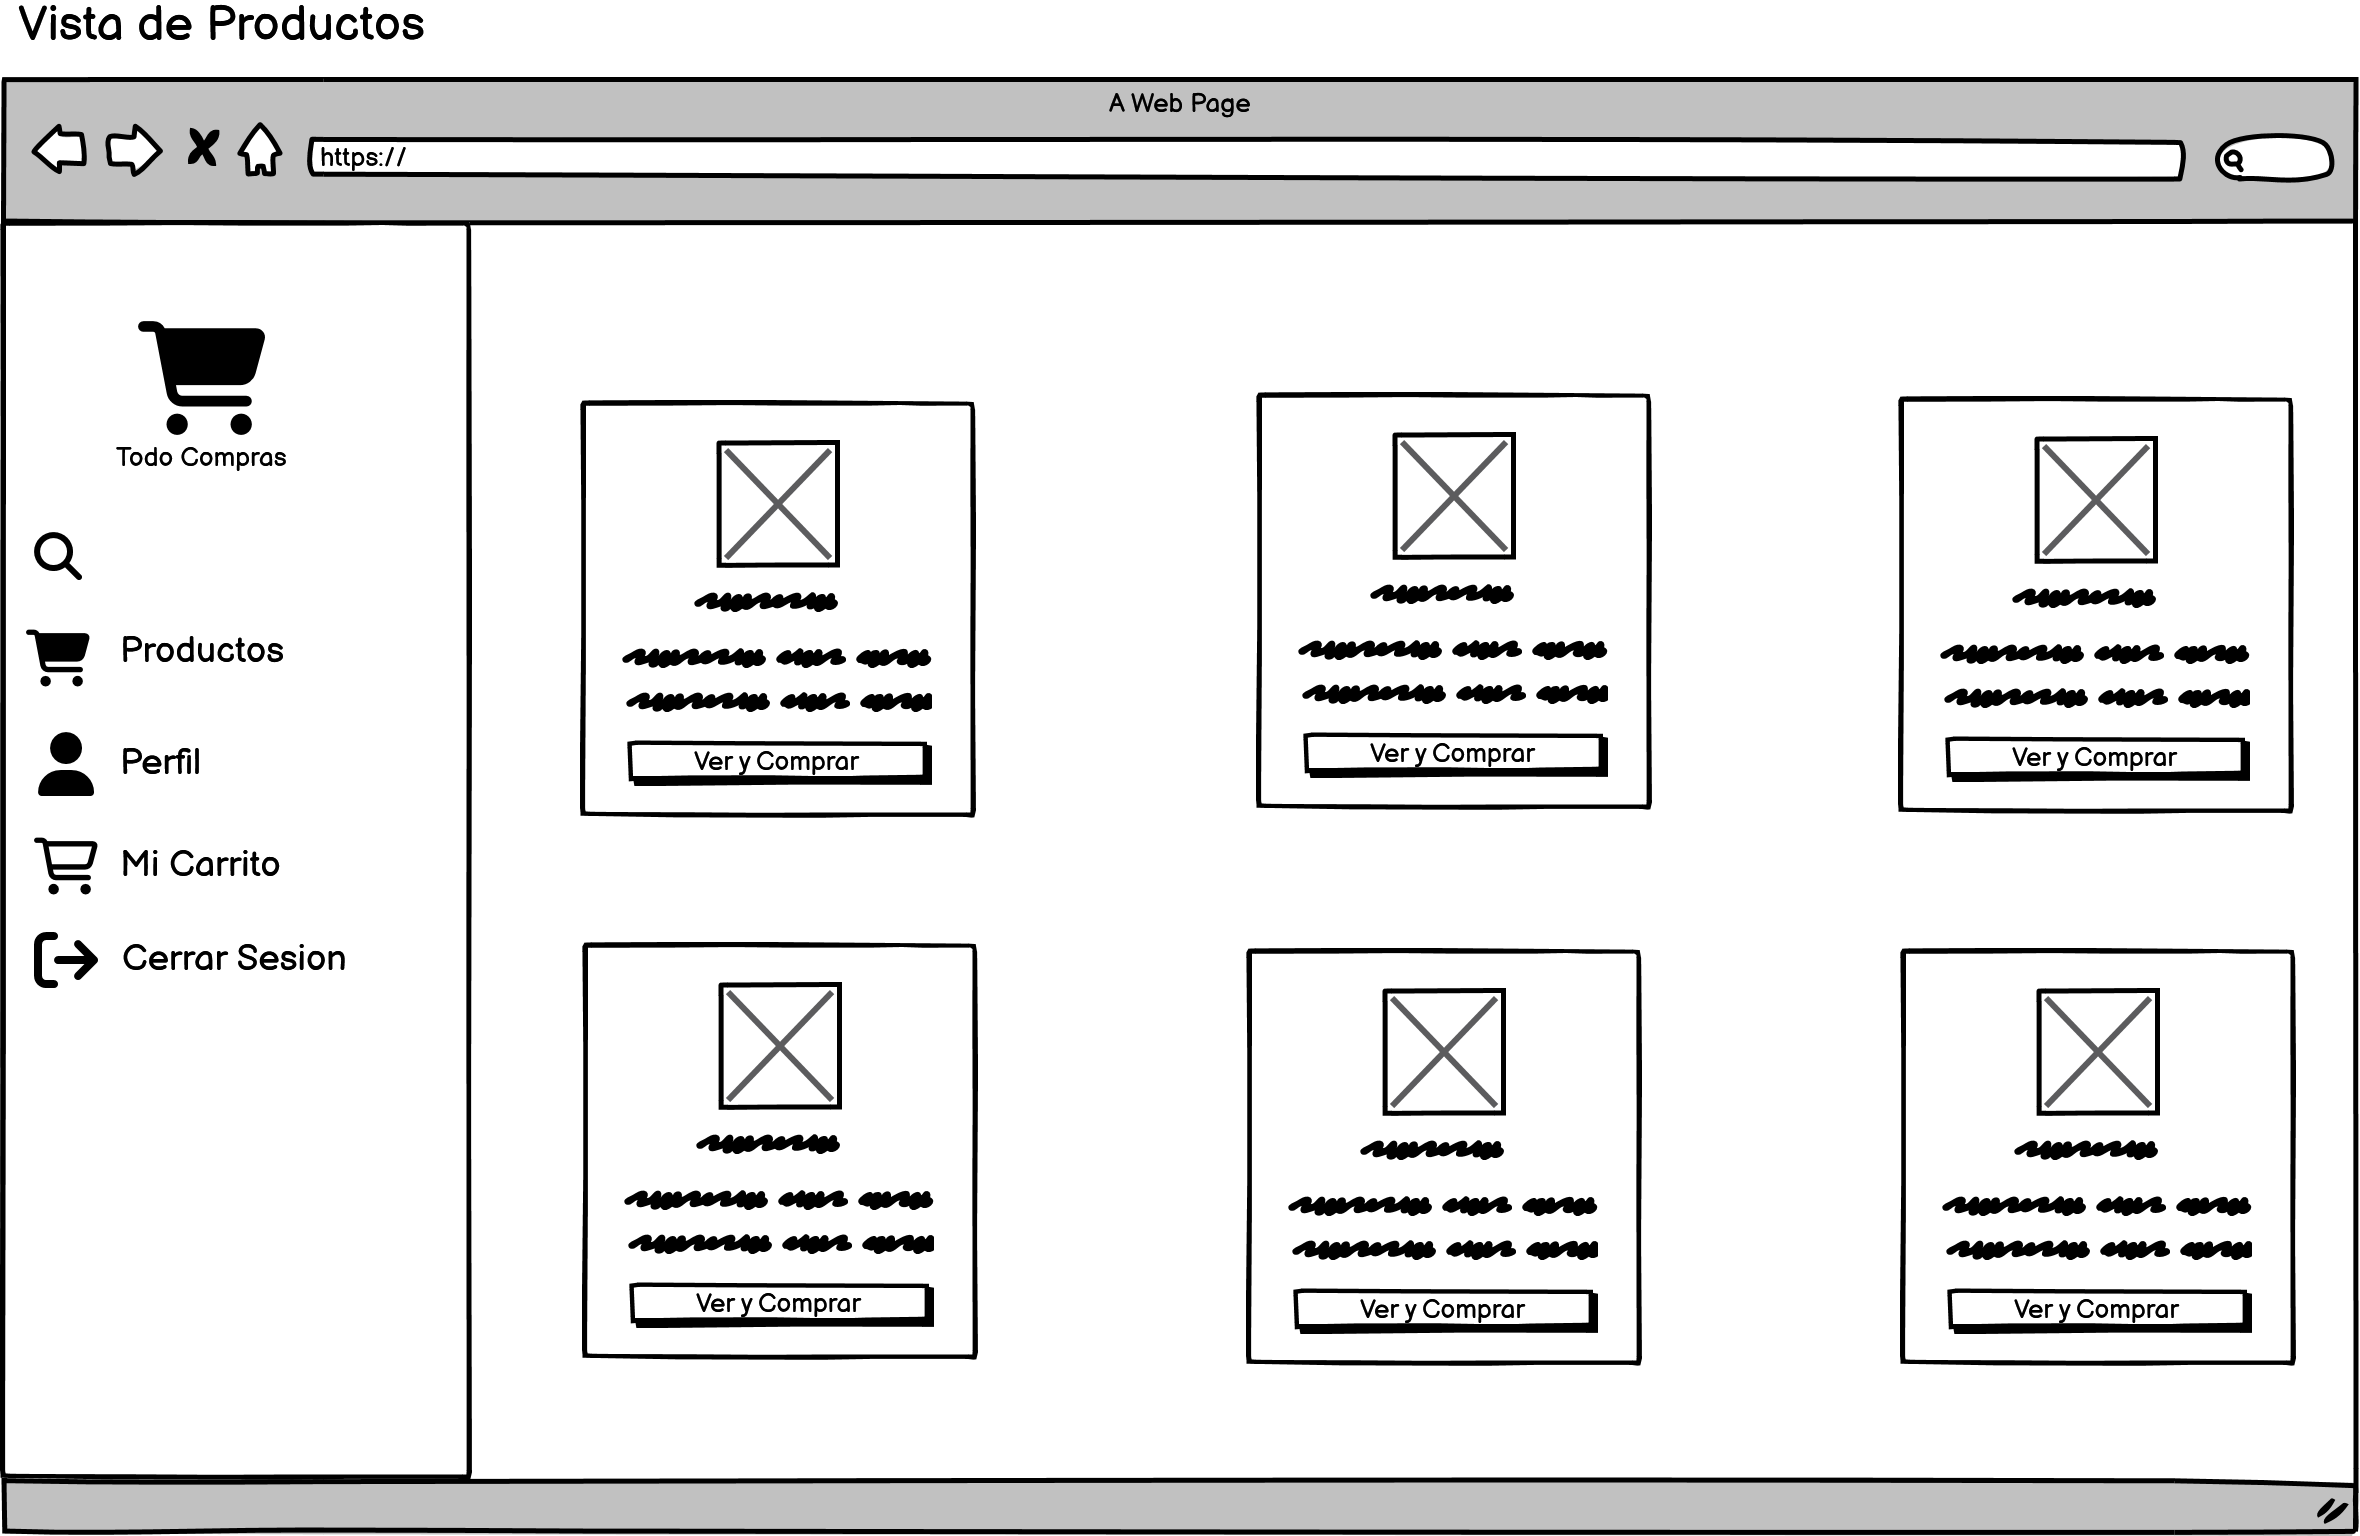 Vista de Productos
A Web Page
https://
Todo Compras
Productos
Perfil
Mi Carrito
Cerrar Sesion
Ver y Comprar
Ver y Comprar
Ver y Comprar
Ver y Comprar
Ver y Comprar
Ver y Comprar